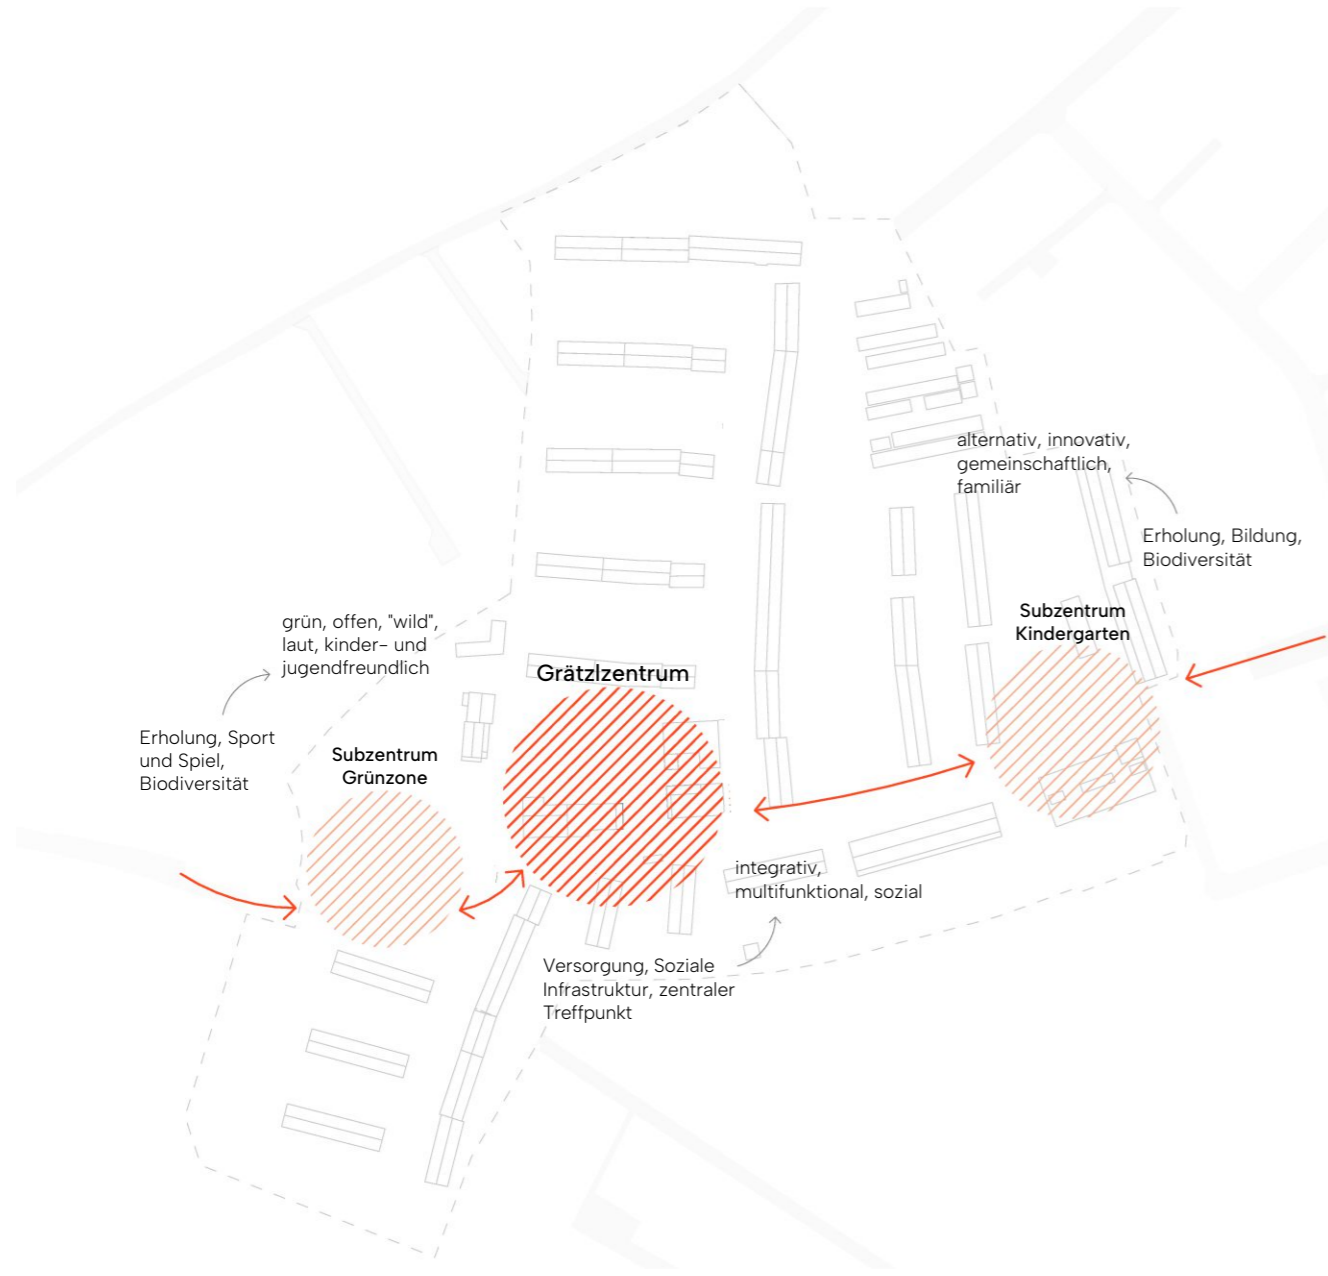 alternativ, innovativ,
gemeinschaftlich,
familiär
Erholung, Bildung,
Biodiversität
Subzentrum
Kindergarten
grün, offen, "wild",
laut, kinder- und
jugendfreundlich
Grätzlzentrum
Erholung, Sport
und Spiel,
Biodiversität
Subzentrum
Grünzone
integrativ,
multifunktional, sozial
Versorgung, Soziale
Infrastruktur, zentraler
Treffpunkt